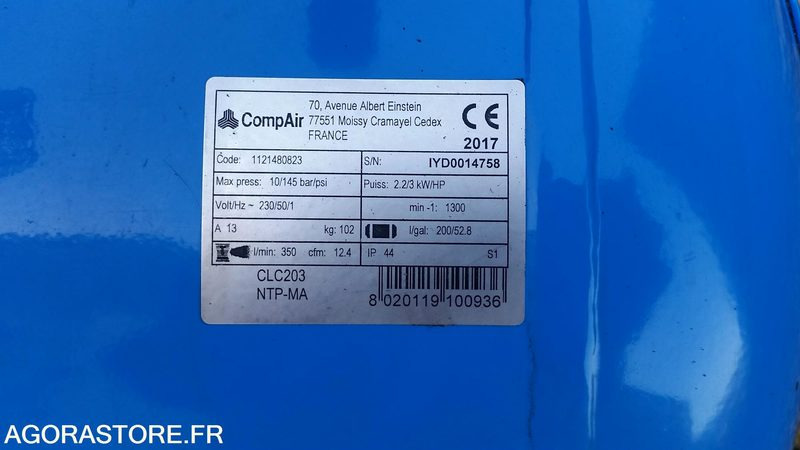 CompAir
70, Avenue Albert Einstein
77551 Moissy Cramayel Cedex
FRANCE
CE
2017
Code: 1121480823 S/N: IYD0014758
Max press: 10/145 bar/psi Puiss: 2.2/3 kW/HP
Volt/Hz ~ 230/50/1 min -1: 1300
A 13 kg: 102 l/gal: 200/52.8
l/min: 350 cfm: 12.4 IP 44 S1
CLC203
NTP-MA
8 020119 100936
AGORASTORE.FR